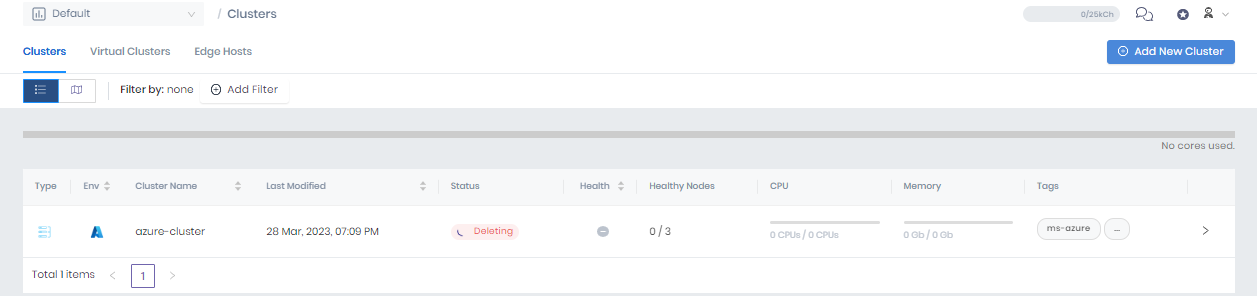 Default / Clusters 0/25kCh
Clusters Virtual Clusters Edge Hosts Add New Cluster
Filter by: none Add Filter
No cores used.
Type Env Cluster Name Last Modified Status Health Healthy Nodes CPU Memory Tags
azure-cluster 28 Mar, 2023, 07:09 PM Deleting 0 / 3 0 CPUs / 0 CPUs 0 Gb / 0 Gb ms-azure ...
Total 1 items < 1 >